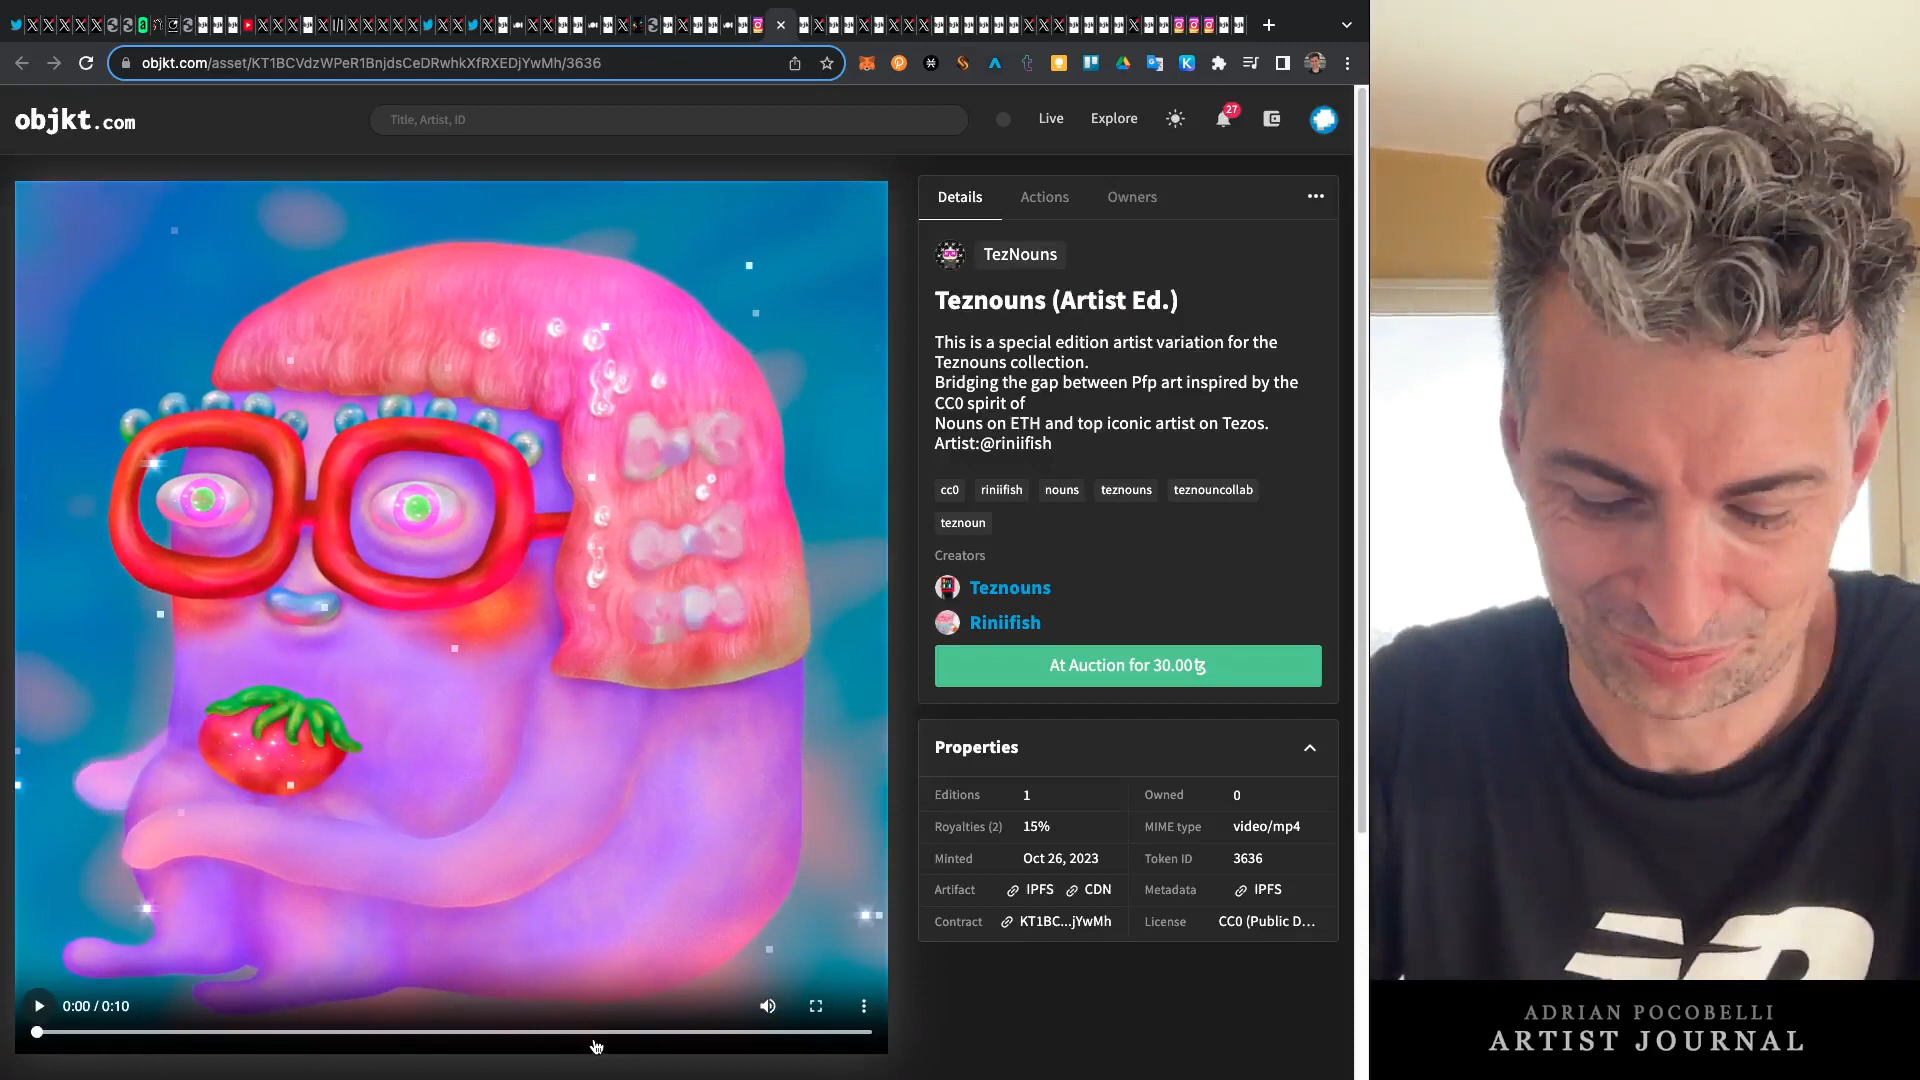 objkt.com/asset/KT1BCVdzWPeR1BnjdsCeDRwhkXfRXEDjYwMh/3636
objkt.com
Title, Artist, ID
Live
Explore
27
Details
Actions
Owners
TezNouns
Teznouns (Artist Ed.)
This is a special edition artist variation for the
Teznouns collection.
Bridging the gap between Pfp art inspired by the
CC0 spirit of
Nouns on ETH and top iconic artist on Tezos.
Artist:@riniifish
cc0
riniifish
nouns
teznouns
teznouncollab
teznoun
Creators
Teznouns
Riniifish
At Auction for 30.00ꜩ
Properties
Editions 1 Owned 0
Royalties (2) 15% MIME type video/mp4
Minted Oct 26, 2023 Token ID 3636
Artifact IPFS CDN Metadata IPFS
Contract KT1BC...jYwMh License CC0 (Public D...
0:00 / 0:10
ADRIAN POCOBELLI
ARTIST JOURNAL